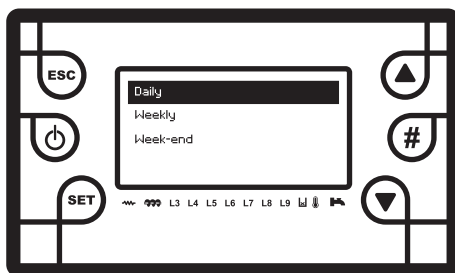 ESC
Daily
Weekly
Week-end
#
SET
L3 L4 L5 L6 L7 L8 L9